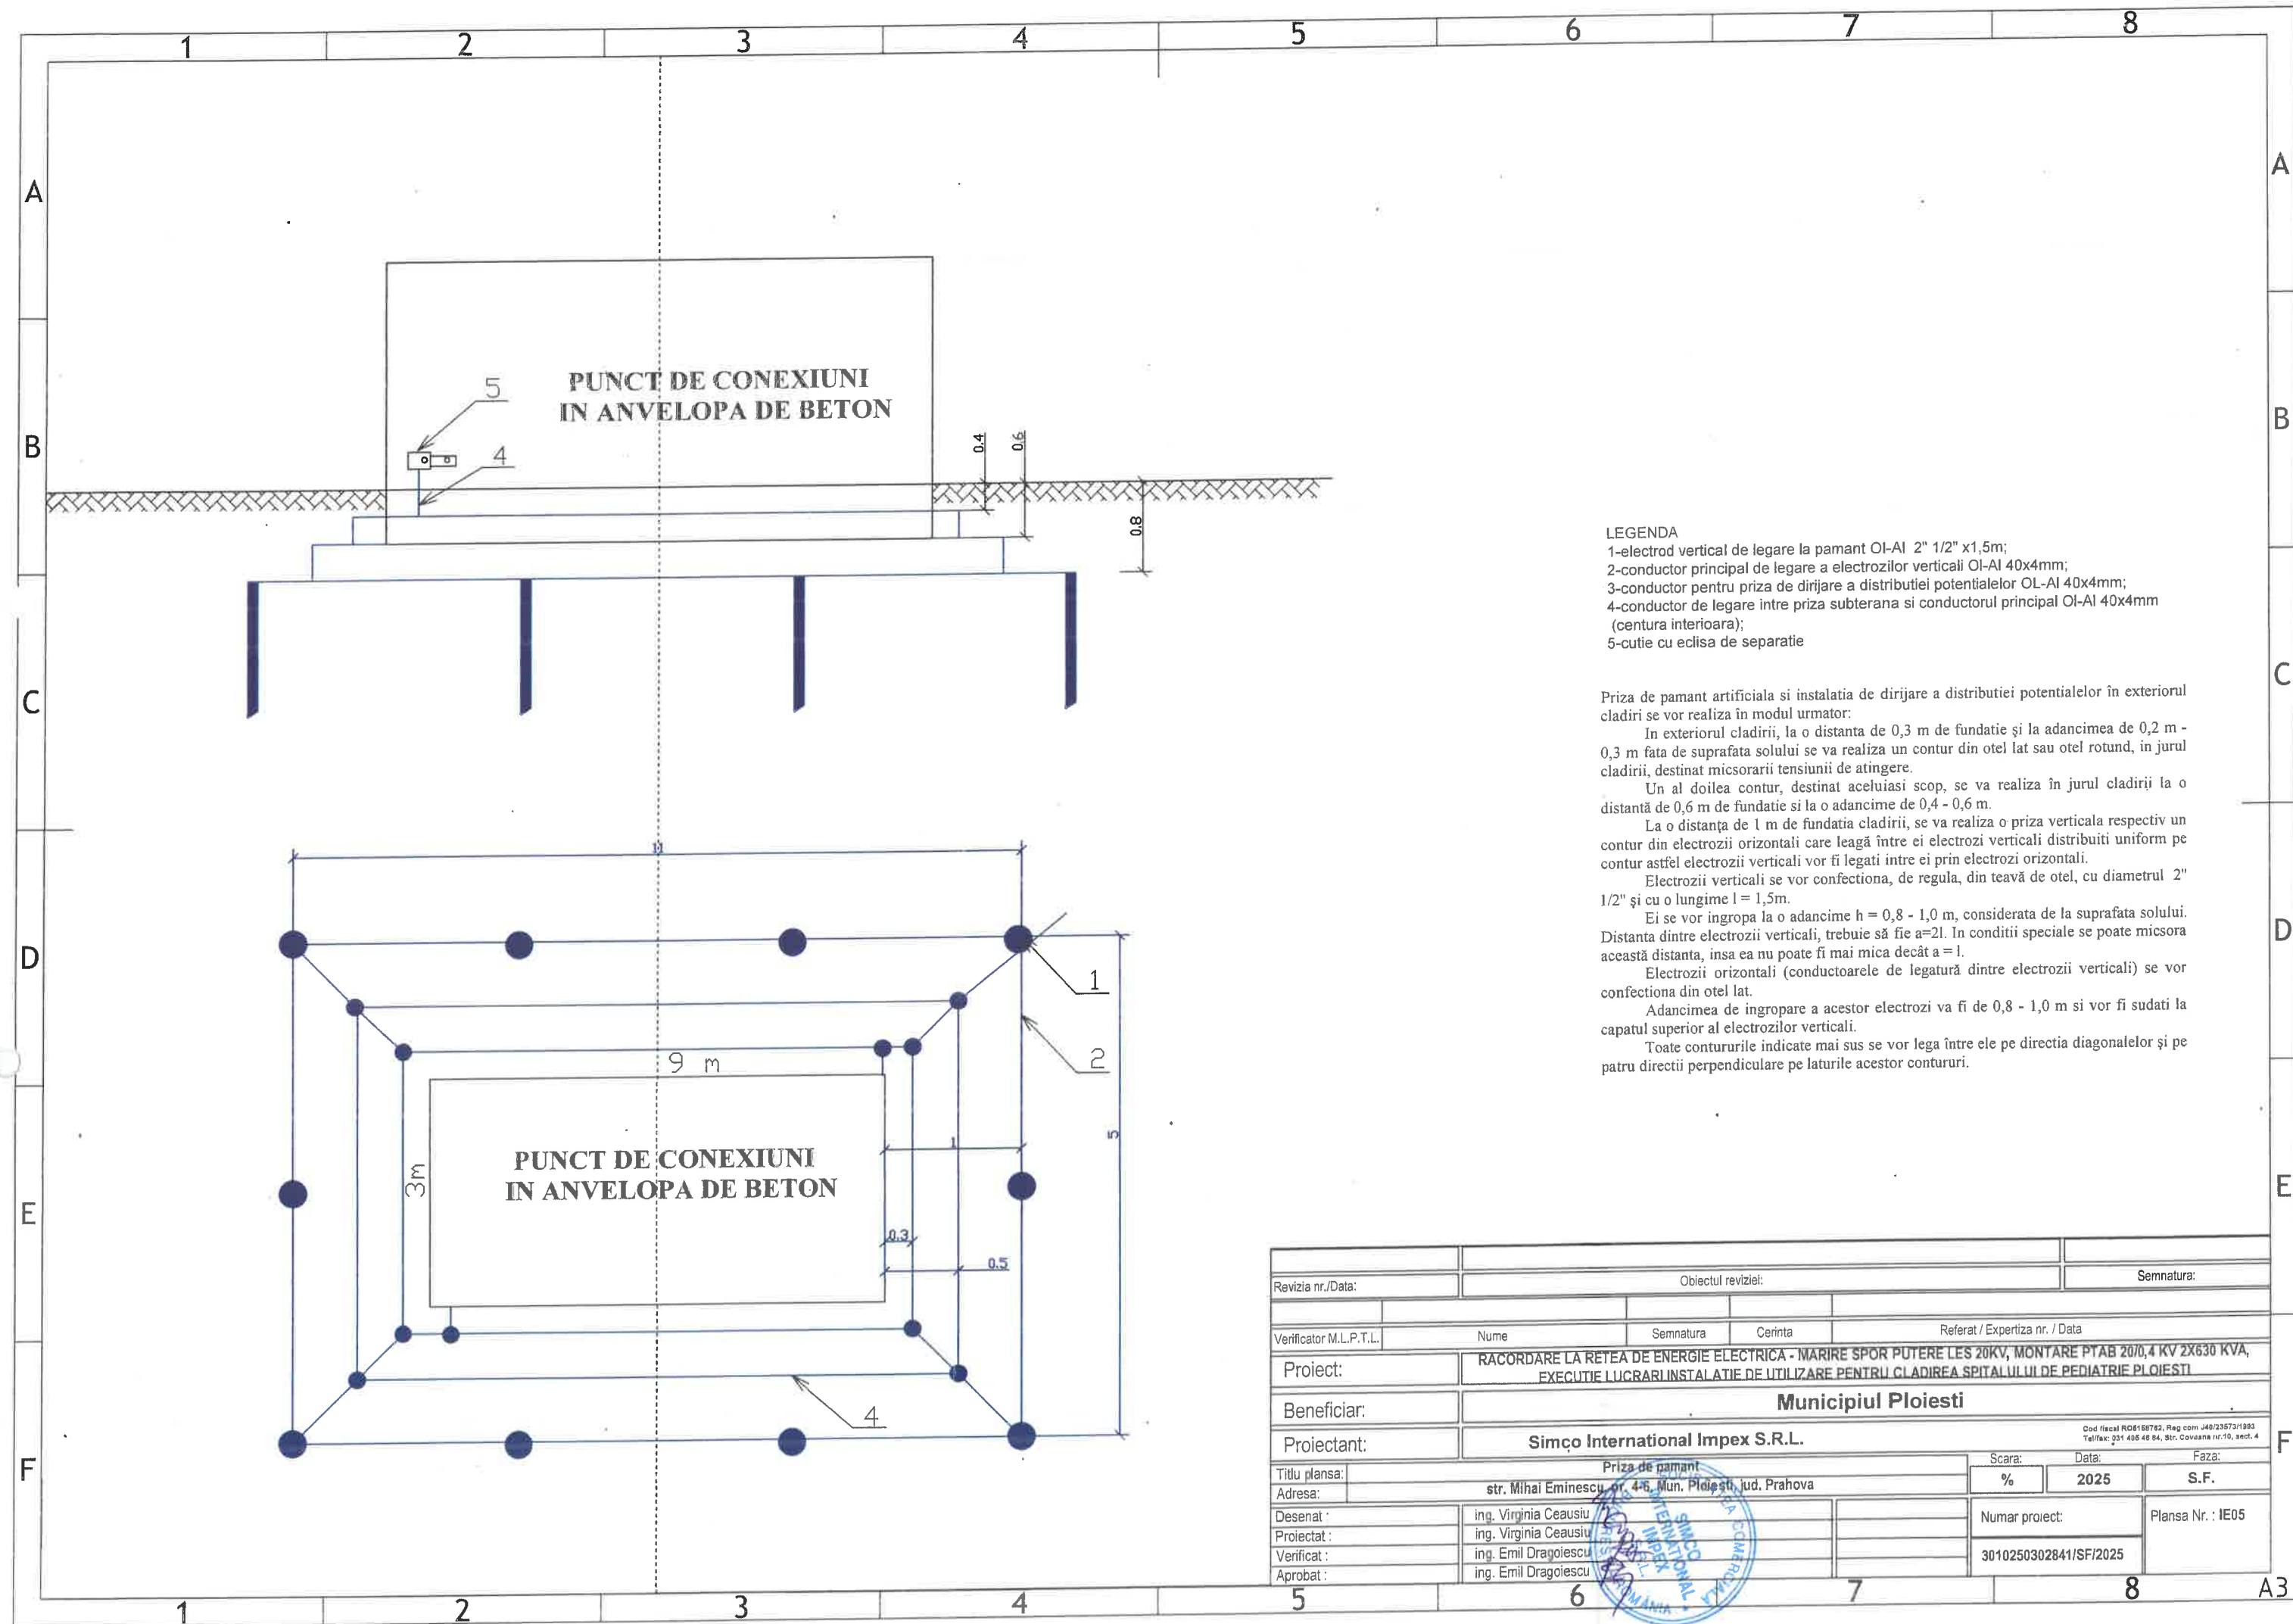 1 2 3 4 5 6 7 8
A A
B B
C C
D D
E E
F F
PUNCT DE CONEXIUNI
IN ANVELOPA DE BETON
5
4
0.4
0.6
0.8
LEGENDA
1-electrod vertical de legare la pamant Ol-Al 2" 1/2" x1,5m;
2-conductor principal de legare a electrozilor verticali Ol-Al 40x4mm;
3-conductor pentru priza de dirijare a distributiei potentialelor OL-Al 40x4mm;
4-conductor de legare intre priza subterana si conductorul principal Ol-Al 40x4mm
(centura interioara);
5-cutie cu eclisa de separatie
Priza de pamant artificiala si instalatia de dirijare a distributiei potentialelor în exteriorul
cladiri se vor realiza în modul urmator:
In exteriorul cladirii, la o distanta de 0,3 m de fundatie şi la adancimea de 0,2 m -
0,3 m fata de suprafata solului se va realiza un contur din otel lat sau otel rotund, in jurul
cladirii, destinat micsorarii tensiunii de atingere.
Un al doilea contur, destinat aceluiasi scop, se va realiza în jurul cladirii la o
distantă de 0,6 m de fundatie si la o adancime de 0,4 - 0,6 m.
La o distanţa de 1 m de fundatia cladirii, se va realiza o priza verticala respectiv un
contur din electrozii orizontali care leagă între ei electrozi verticali distribuiti uniform pe
contur astfel electrozii verticali vor fi legati intre ei prin electrozi orizontali.
Electrozii verticali se vor confectiona, de regula, din teavă de otel, cu diametrul 2"
1/2" şi cu o lungime l = 1,5m.
Ei se vor ingropa la o adancime h = 0,8 - 1,0 m, considerata de la suprafata solului.
Distanta dintre electrozii verticali, trebuie să fie a=2l. In conditii speciale se poate micsora
această distanta, insa ea nu poate fi mai mica decât a = l.
Electrozii orizontali (conductoarele de legatură dintre electrozii verticali) se vor
confectiona din otel lat.
Adancimea de ingropare a acestor electrozi va fi de 0,8 - 1,0 m si vor fi sudati la
capatul superior al electrozilor verticali.
Toate contururile indicate mai sus se vor lega între ele pe directia diagonalelor şi pe
patru directii perpendiculare pe laturile acestor contururi.
11
1
2
9 m
3m
PUNCT DE CONEXIUNI
IN ANVELOPA DE BETON
1
5
0.3
0.5
4
Revizia nr./Data: Obiectul reviziei: Semnatura:
Verificator M.L.P.T.L. Nume Semnatura Cerinta Referat / Expertiza nr. / Data
Proiect: RACORDARE LA RETEA DE ENERGIE ELECTRICA - MARIRE SPOR PUTERE LES 20KV, MONTARE PTAB 20/0,4 KV 2X630 KVA,
EXECUTIE LUCRARI INSTALATIE DE UTILIZARE PENTRU CLADIREA SPITALULUI DE PEDIATRIE PLOIESTI
Beneficiar: Municipiul Ploiesti
Proiectant: Simco International Impex S.R.L.
Titlu plansa: Priza de pamant
Adresa: str. Mihai Eminescu, nr. 4-6, Mun. Ploiesti, jud. Prahova
Scara: Data: Faza:
% 2025 S.F.
Desenat : ing. Virginia Ceausiu
Proiectat : ing. Virginia Ceausiu
Verificat : ing. Emil Dragoiescu
Aprobat : ing. Emil Dragoiescu
Numar proiect: Plansa Nr. : IE05
3010250302841/SF/2025
SOCIETATEA COMERCIALA
SIMCO
INTERNATIONAL
IMPEX
S.R.L.
ROMANIA
1 2 3 4 5 6 7 8 A3